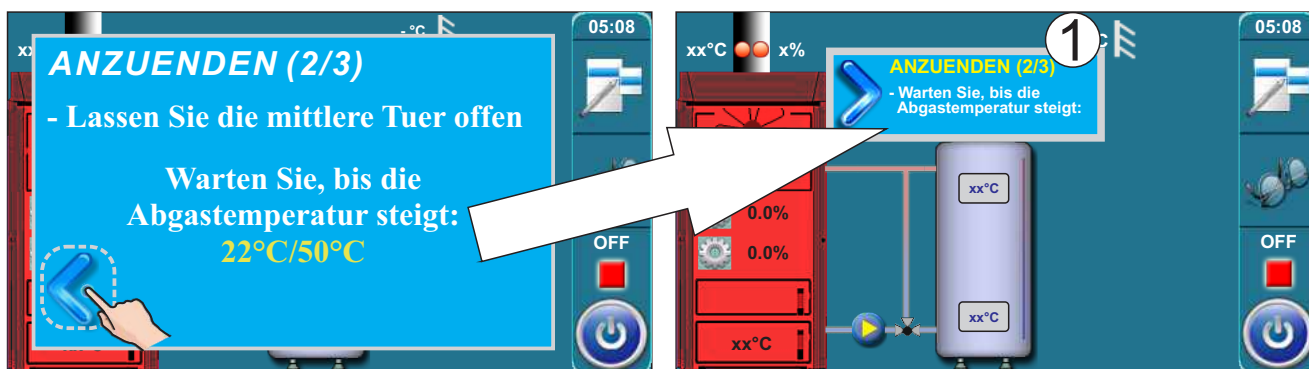 - °C
05:08
xx
ANZUENDEN (2/3)
- Lassen Sie die mittlere Tuer offen
Warten Sie, bis die
Abgastemperatur steigt:
22°C/50°C
OFF
xx°C
x%
1
05:08
ANZUENDEN (2/3)
- Warten Sie, bis die
Abgastemperatur steigt:
C
xx°C
0.0%
0.0%
OFF
xx°C
xx°C